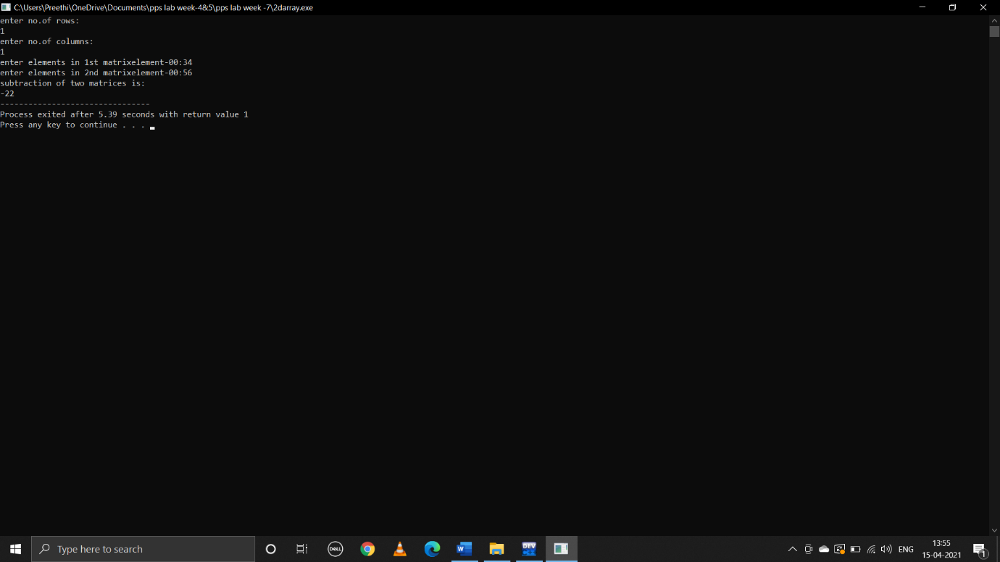 C:\Users\Preethi\OneDrive\Documents\pps lab week-4&5\pps lab week -7\2darray.exe
enter no.of rows:
1
enter no.of columns:
1
enter elements in 1st matrixelement-00:34
enter elements in 2nd matrixelement-00:56
subtraction of two matrices is:
-22
--------------------------------
Process exited after 5.39 seconds with return value 1
Press any key to continue . . .
Type here to search
DELL
W
DEV
C++
ENG
13:55
15-04-2021
1